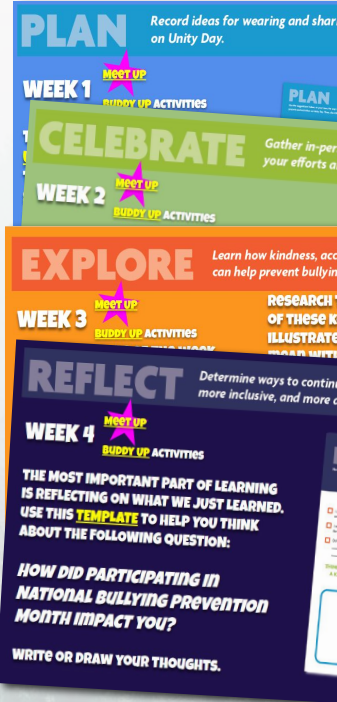 PLAN
Record ideas for wearing and shar
on Unity Day.
WEEK 1
MEET UP
BUDDY UP ACTIVITIES
PLAN
CELEBRATE
Gather in-per
your efforts a
WEEK 2
MEET UP
BUDDY UP ACTIVITIES
EXPLORE
Learn how kindness, acc
can help prevent bullyin
WEEK 3
MEET UP
BUDDY UP ACTIVITIES
RESEARCH
OF THESE K
ILLUSTRATE
REFLECT
Determine ways to contin
more inclusive, and more a
WEEK 4
MEET UP
BUDDY UP ACTIVITIES
THE MOST IMPORTANT PART OF LEARNING
IS REFLECTING ON WHAT WE JUST LEARNED.
USE THIS TEMPLATE TO HELP YOU THINK
ABOUT THE FOLLOWING QUESTION:
HOW DID PARTICIPATING IN
NATIONAL BULLYING PREVENTION
MONTH IMPACT YOU?
WRITE OR DRAW YOUR THOUGHTS.